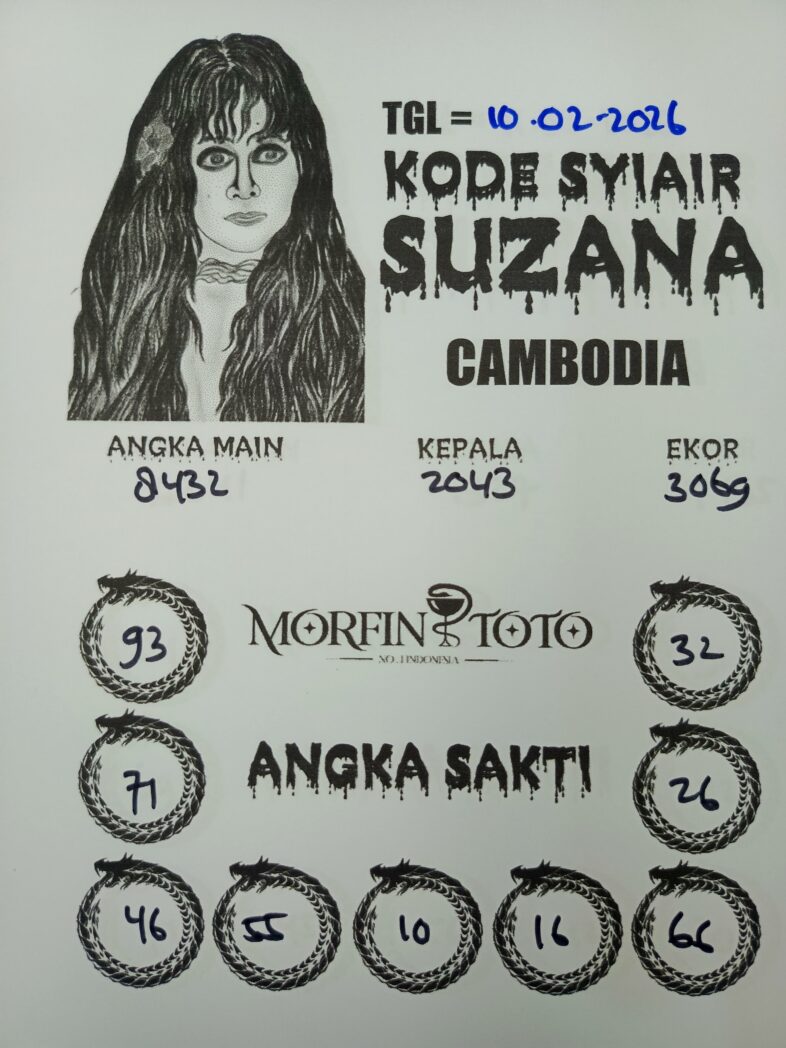 TGL = 10.02-2026
KODE SYIAIR
SUZANA
CAMBODIA
ANGKA MAIN KEPALA EKOR
8432 2043 3069
93 MORFIN TOTO 32
NO.1 INDONESIA
71 ANGKA SAKTI 26
46 55 10 16 66